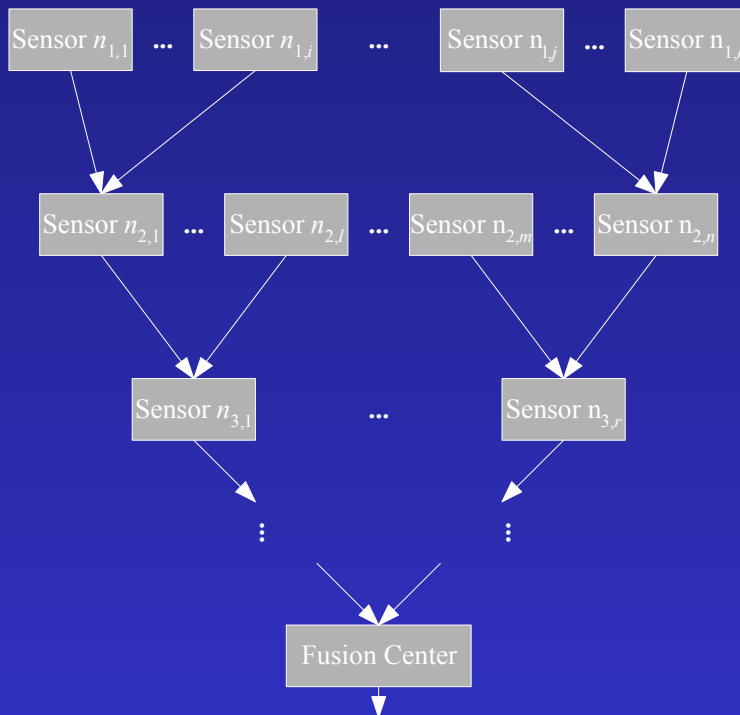 Sensor n1,1 ... Sensor n1,i ... Sensor n1,j ... Sensor
Sensor n2,1 ... Sensor n2,l ... Sensor n2,m ... Sensor n2,n
Sensor n3,1 ... Sensor n3,r
⋮ ⋮
Fusion Center